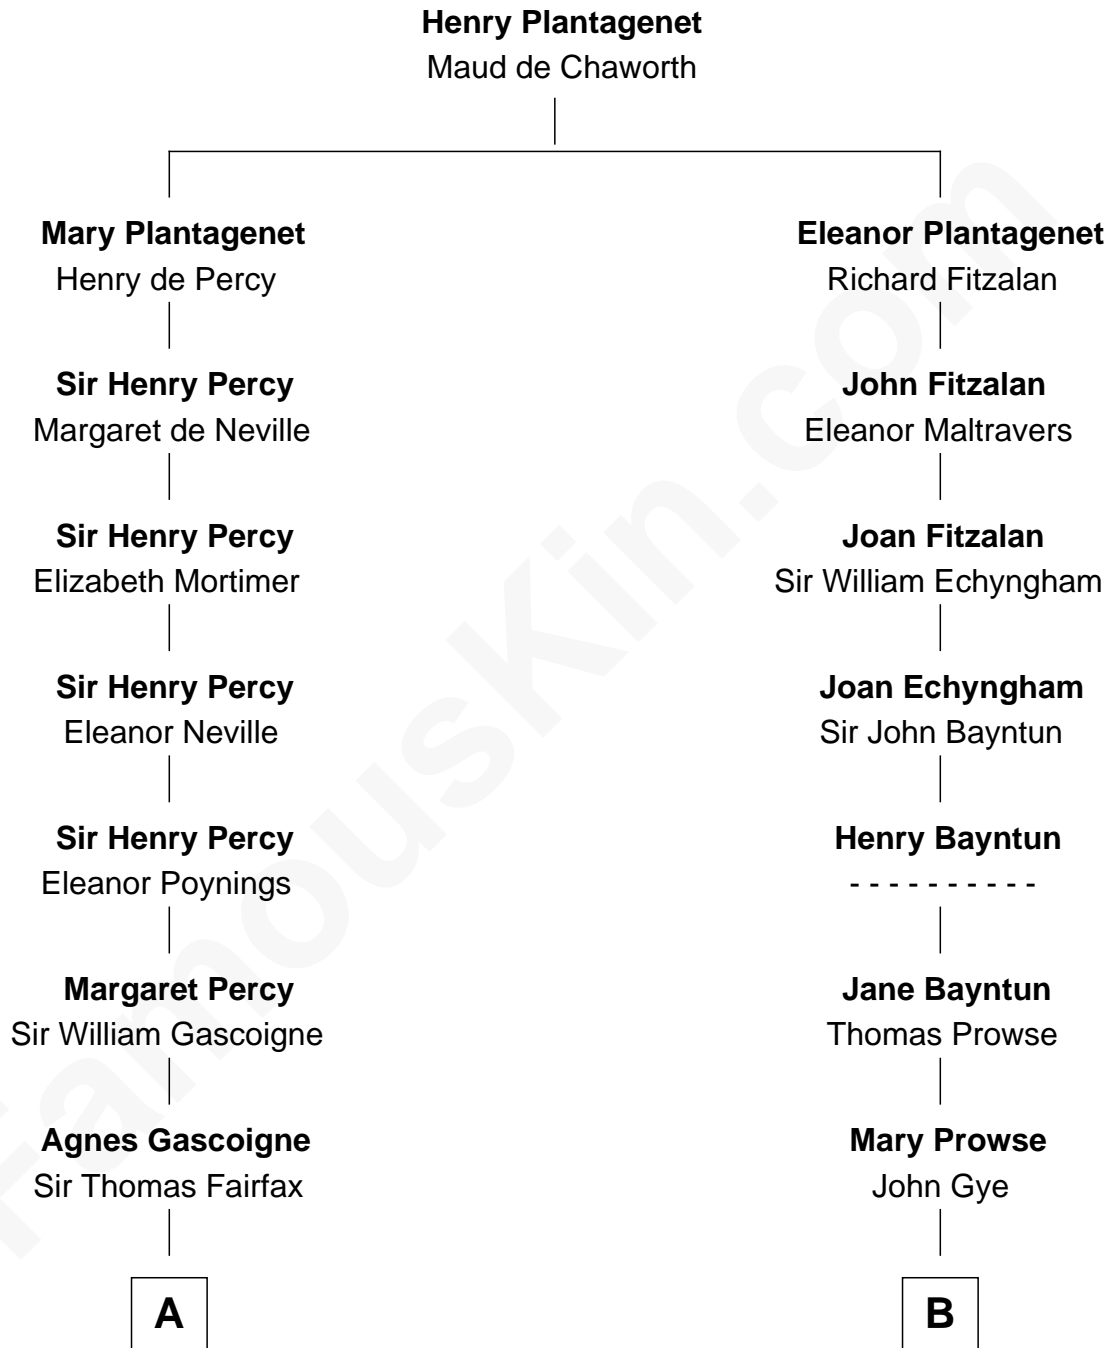 Henry Plantagenet
Maud de Chaworth
Mary Plantagenet
Henry de Percy
Eleanor Plantagenet
Richard Fitzalan
Sir Henry Percy
Margaret de Neville
John Fitzalan
Eleanor Maltravers
Sir Henry Percy
Elizabeth Mortimer
Joan Fitzalan
Sir William Echyngham
Sir Henry Percy
Eleanor Neville
Joan Echyngham
Sir John Bayntun
Sir Henry Percy
Eleanor Poynings
Henry Bayntun
- - - - - - - - - -
Margaret Percy
Sir William Gascoigne
Jane Bayntun
Thomas Prowse
Agnes Gascoigne
Sir Thomas Fairfax
Mary Prowse
John Gye
A
B
FamousKin.com